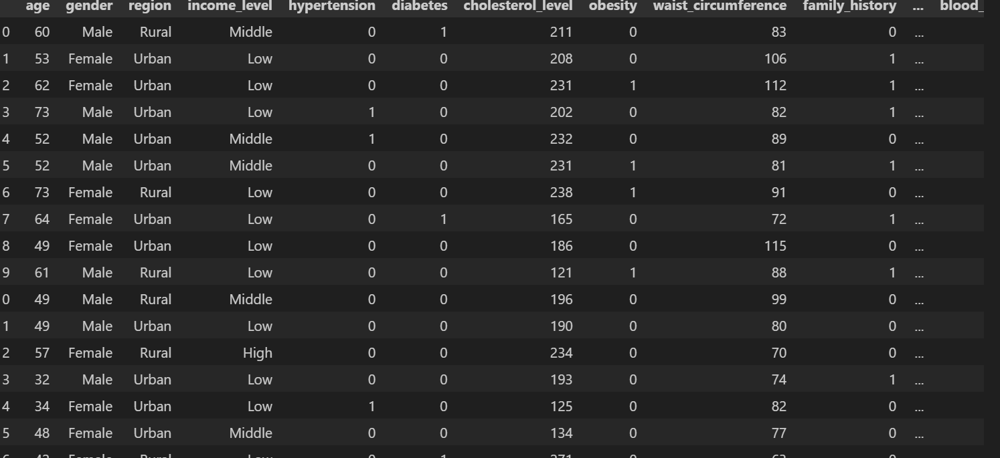 age gender region income_level hypertension diabetes cholesterol_level obesity waist_circumference family_history ... blood_
0 60 Male Rural Middle 0 1 211 0 83 0 ...
1 53 Female Urban Low 0 0 208 0 106 1 ...
2 62 Female Urban Low 0 0 231 1 112 1 ...
3 73 Male Urban Low 1 0 202 0 82 1 ...
4 52 Male Urban Middle 1 0 232 0 89 0 ...
5 52 Male Urban Middle 0 0 231 1 81 1 ...
6 73 Female Rural Low 0 0 238 1 91 0 ...
7 64 Female Urban Low 0 1 165 0 72 1 ...
8 49 Female Urban Low 0 0 186 0 115 0 ...
9 61 Male Rural Low 0 0 121 1 88 1 ...
0 49 Male Rural Middle 0 0 196 0 99 0 ...
1 49 Male Urban Low 0 0 190 0 80 0 ...
2 57 Female Rural High 0 0 234 0 70 0 ...
3 32 Male Urban Low 0 0 193 0 74 1 ...
4 34 Female Urban Low 1 0 125 0 82 0 ...
5 48 Female Urban Middle 0 0 134 0 77 0 ...
Female Rural Low